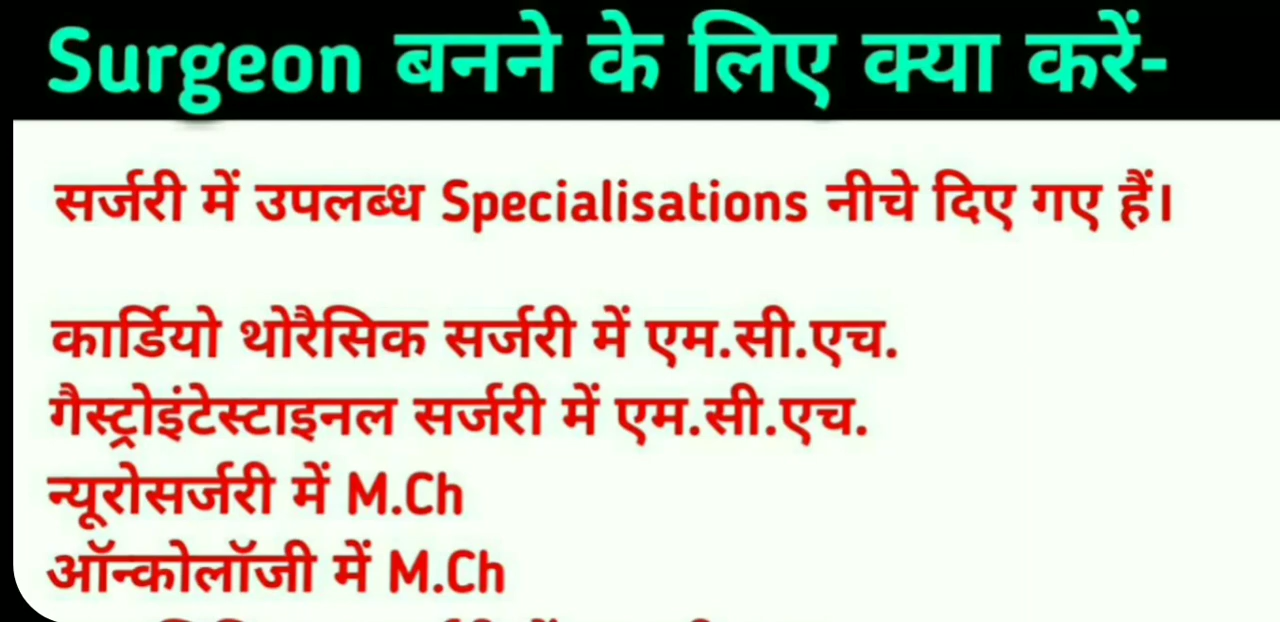 Surgeon बनने के लिए क्या करें-
सर्जरी में उपलब्ध Specialisations नीचे दिए गए हैं।
कार्डियो थोरैसिक सर्जरी में एम.सी.एच.
गैस्ट्रोइंटेस्टाइनल सर्जरी में एम.सी.एच.
न्यूरोसर्जरी में M.Ch
ऑन्कोलॉजी में M.Ch